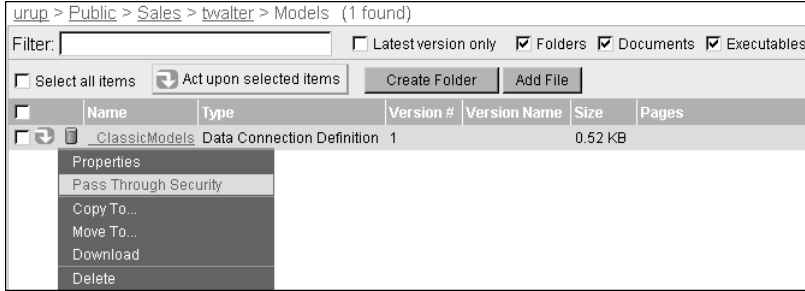 urup > Public > Sales > twalter > Models (1 found)
Filter: Latest version only Folders Documents Executables
Select all items Act upon selected items Create Folder Add File
Name Type Version # Version Name Size Pages
_ClassicModels Data Connection Definition 1 0.52 KB
Properties
Pass Through Security
Copy To...
Move To...
Download
Delete